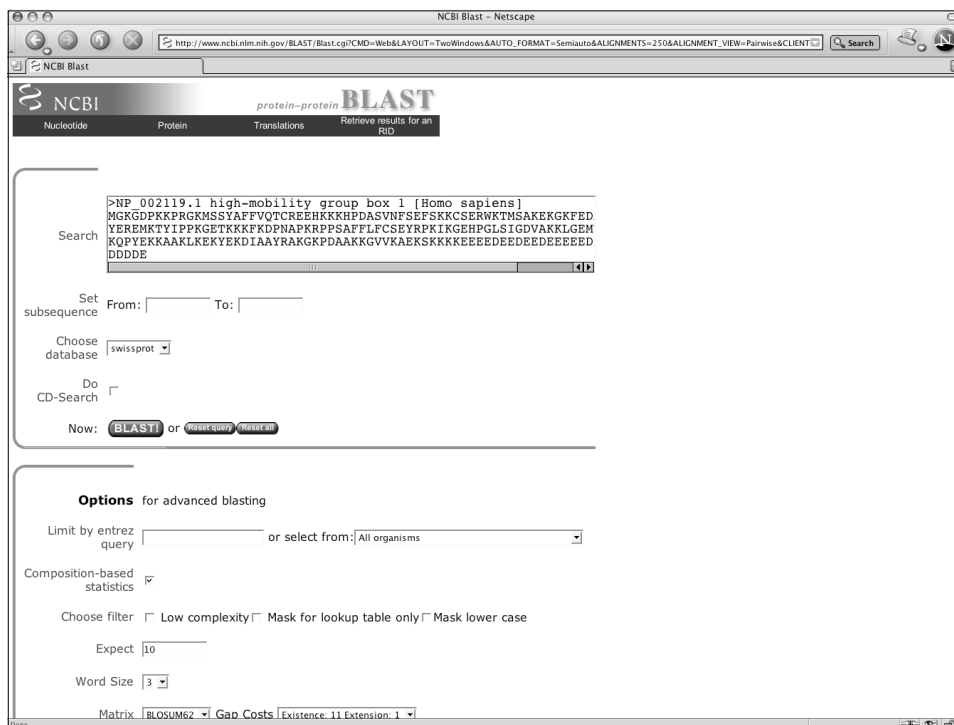 NCBI Blast – Netscape
http://www.ncbi.nlm.nih.gov/BLAST/Blast.cgi?CMD=Web&LAYOUT=TwoWindows&AUTO_FORMAT=Semiauto&ALIGNMENTS=250&ALIGNMENT_VIEW=Pairwise&CLIENT Search N
NCBI Blast
NCBI protein–protein BLAST
Nucleotide Protein Translations Retrieve results for an RID
Search
>NP_002119.1 high-mobility group box 1 [Homo sapiens]
MGKGDPKKPRGKMSSYAFFVQTCREEHKKKHPDASVNFSEFSKKCSERWKTMSAKEKGKFED
YEREMKTYIPPKGETKKKFKDPNAPKRPPSAFFLFCSEYRPKIKGEHPGLSIGDVAKKLGEM
KQPYEKKAAKLKEKYEKDIAAYRAKGKPDAAKKGVVKAEKSKKKKEEEEDEEDEEDEEEEED
DDDDE
Set subsequence From: To:
Choose database swissprot
Do CD-Search
Now: BLAST! or Reset query Reset all
Options for advanced blasting
Limit by entrez query or select from: All organisms
Composition-based statistics
Choose filter Low complexity Mask for lookup table only Mask lower case
Expect 10
Word Size 3
Matrix BLOSUM62 Gap Costs Existence: 11 Extension: 1